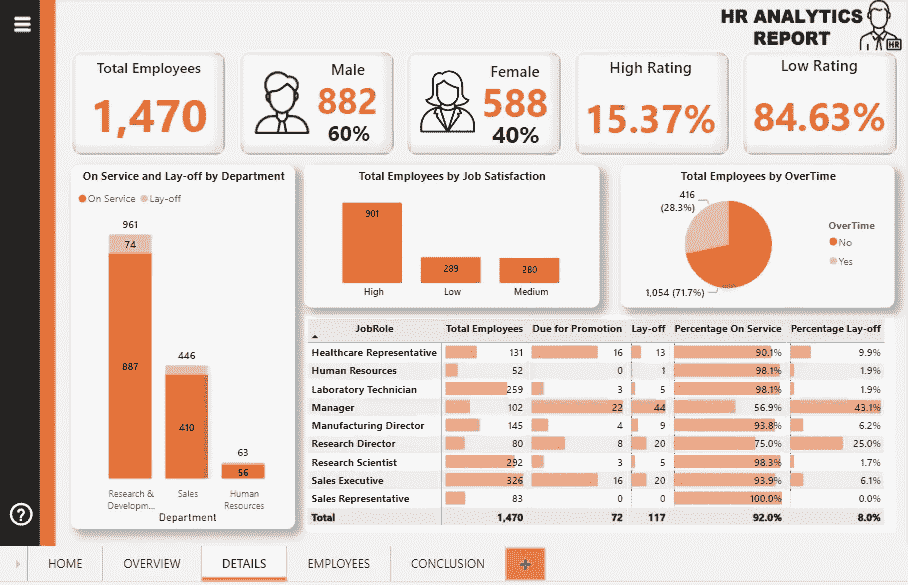 HR ANALYTICS
REPORT
HR
Total Employees
1,470
Male
882
60%
Female
588
40%
High Rating
15.37%
Low Rating
84.63%
On Service and Lay-off by Department
On Service Lay-off
961
74
887
446
410
63
56
Research &
Developm...
Sales
Human
Resources
Department
Total Employees by Job Satisfaction
901
289
280
High Low Medium
Total Employees by OverTime
416
(28.3%)
1,054 (71.7%)
OverTime
No
Yes
JobRole Total Employees Due for Promotion Lay-off Percentage On Service Percentage Lay-off
Healthcare Representative 131 16 13 90.1% 9.9%
Human Resources 52 0 1 98.1% 1.9%
Laboratory Technician 259 3 5 98.1% 1.9%
Manager 102 22 44 56.9% 43.1%
Manufacturing Director 145 4 9 93.8% 6.2%
Research Director 80 8 20 75.0% 25.0%
Research Scientist 292 3 5 98.3% 1.7%
Sales Executive 326 16 20 93.9% 6.1%
Sales Representative 83 0 0 100.0% 0.0%
Total 1,470 72 117 92.0% 8.0%
?
HOME OVERVIEW DETAILS EMPLOYEES CONCLUSION +